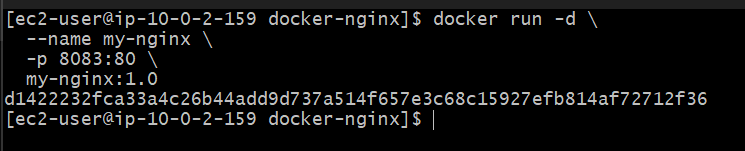 [ec2-user@ip-10-0-2-159 docker-nginx]$ docker run -d \
  --name my-nginx \
  -p 8083:80 \
  my-nginx:1.0
d1422232fca33a4c26b44add9d737a514f657e3c68c15927efb814af72712f36
[ec2-user@ip-10-0-2-159 docker-nginx]$